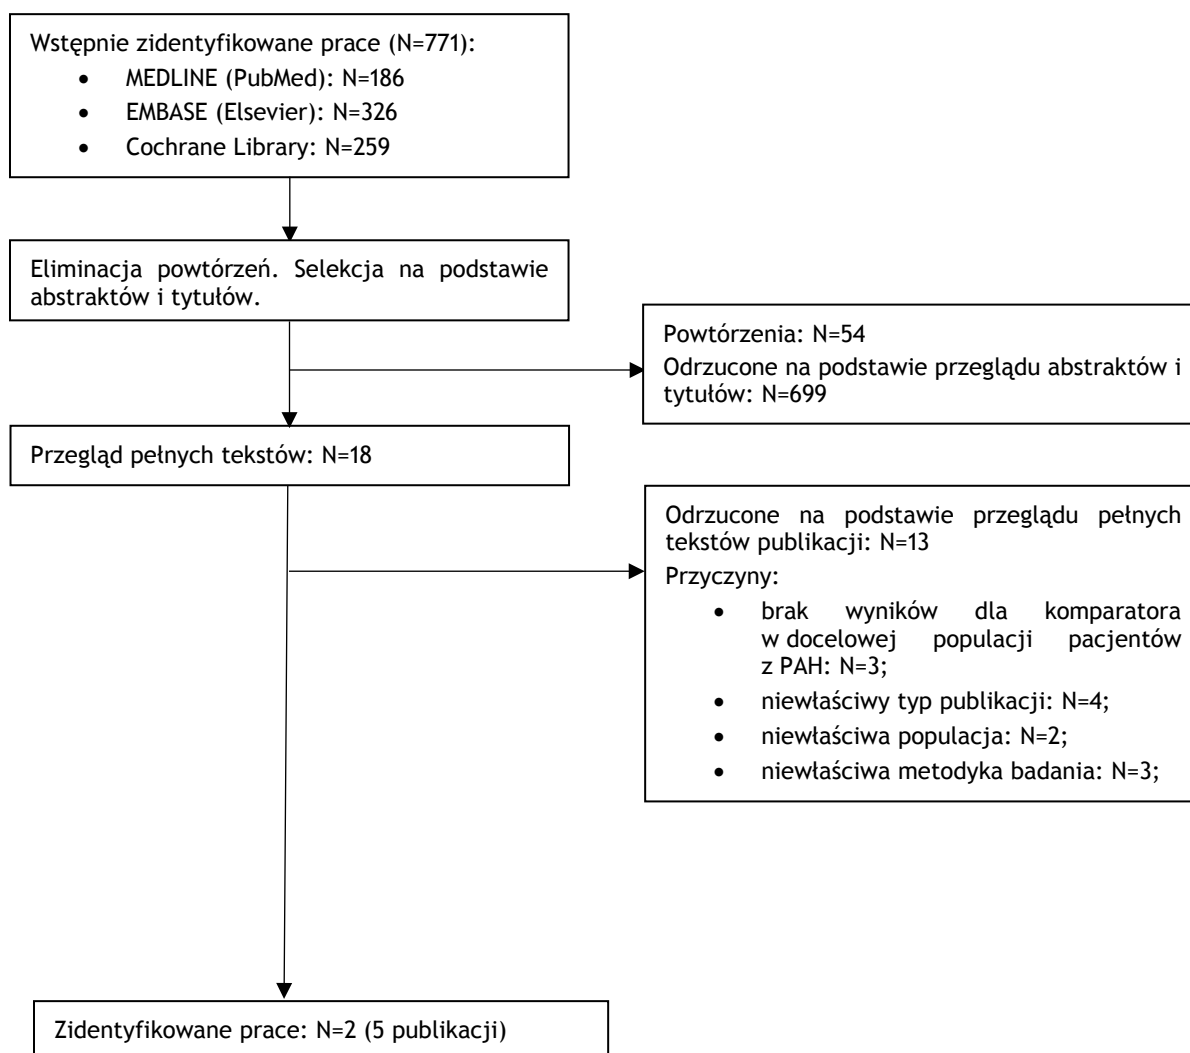 Wstępnie zidentyfikowane prace (N=771):
• MEDLINE (PubMed): N=186
• EMBASE (Elsevier): N=326
• Cochrane Library: N=259
Eliminacja powtórzeń. Selekcja na podstawie
abstraktów i tytułów.
Powtórzenia: N=54
Odrzucone na podstawie przeglądu abstraktów i
tytułów: N=699
Przegląd pełnych tekstów: N=18
Odrzucone na podstawie przeglądu pełnych
tekstów publikacji: N=13
Przyczyny:
• brak wyników dla komparatora
w docelowej populacji pacjentów
z PAH: N=3;
• niewłaściwy typ publikacji: N=4;
• niewłaściwa populacja: N=2;
• niewłaściwa metodyka badania: N=3;
Zidentyfikowane prace: N=2 (5 publikacji)